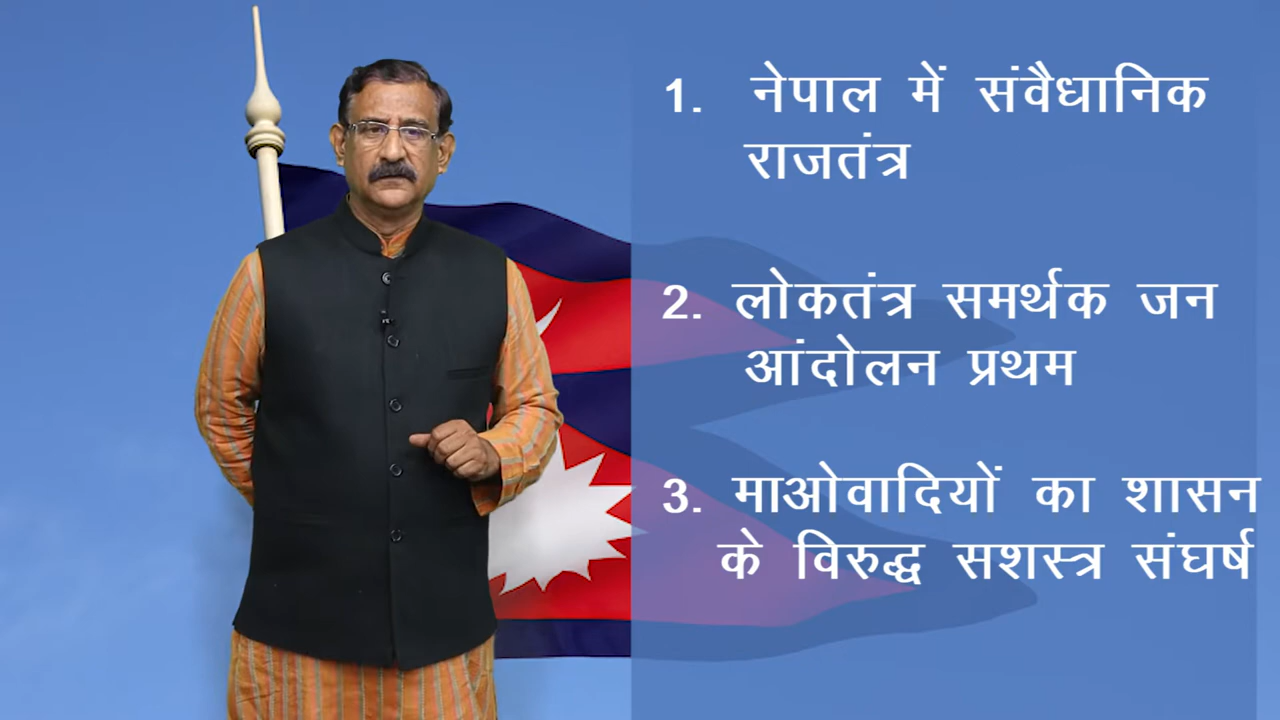 1. नेपाल में संवैधानिक
राजतंत्र
2. लोकतंत्र समर्थक जन
आंदोलन प्रथम
3. माओवादियों का शासन
के विरुद्ध सशस्त्र संघर्ष